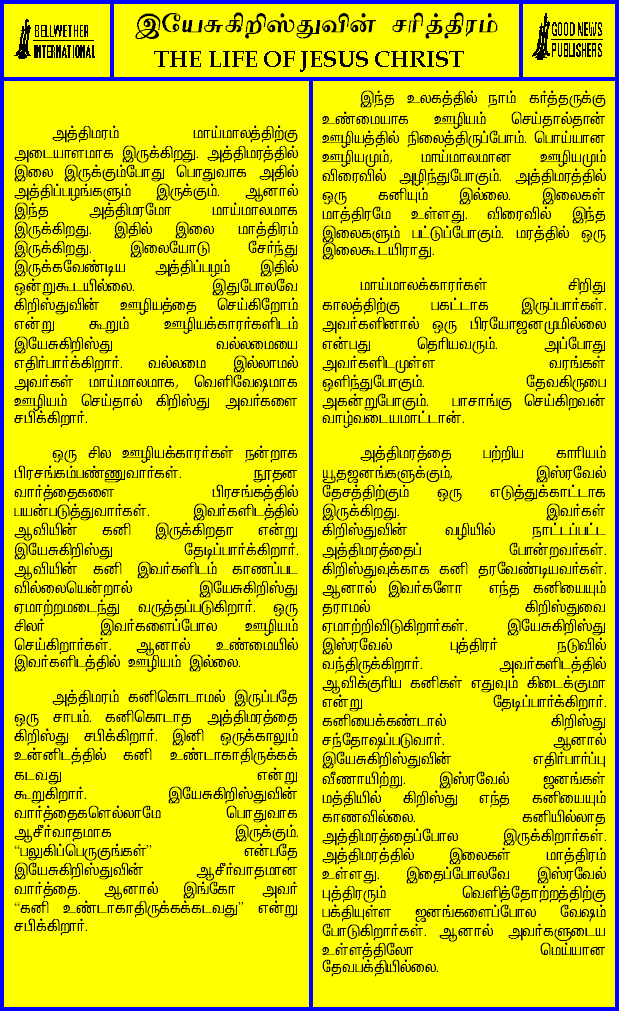 BELLWETHER
INTERNATIONAL
இயேசுகிறிஸ்துவின் சரித்திரம்
THE LIFE OF JESUS CHRIST
GOOD NEWS
PUBLISHERS
அத்திமரம் மாய்மாலத்திற்கு
அடையாளமாக இருக்கிறது. அத்திமரத்தில்
இலை இருக்கும்போது பொதுவாக அதில்
அத்திப்பழங்களும் இருக்கும். ஆனால்
இந்த அத்திமரமோ மாய்மாலமாக
இருக்கிறது. இதில் இலை மாத்திரம்
இருக்கிறது. இலையோடு சேர்ந்து
இருக்கவேண்டிய அத்திப்பழம் இதில்
ஒன்றுகூடயில்லை. இதுபோலவே
கிறிஸ்துவின் ஊழியத்தை செய்கிறோம்
என்று கூறும் ஊழியக்காரர்களிடம்
இயேசுகிறிஸ்து வல்லமையை
எதிர்பார்க்கிறார். வல்லமை இல்லாமல்
அவர்கள் மாய்மாலமாக, வெளிவேஷமாக
ஊழியம் செய்தால் கிறிஸ்து அவர்களை
சபிக்கிறார்.
ஒரு சில ஊழியக்காரர்கள் நன்றாக
பிரசங்கம்பண்ணுவார்கள். நூதன
வார்த்தைகளை பிரசங்கத்தில்
பயன்படுத்துவார்கள். இவர்களிடத்தில்
ஆவியின் கனி இருக்கிறதா என்று
இயேசுகிறிஸ்து தேடிப்பார்க்கிறார்.
ஆவியின் கனி இவர்களிடம் காணப்பட
வில்லையென்றால் இயேசுகிறிஸ்து
ஏமாற்றமடைந்து வருத்தப்படுகிறார். ஒரு
சிலர் இவர்களைப்போல ஊழியம்
செய்கிறார்கள். ஆனால் உண்மையில்
இவர்களிடத்தில் ஊழியம் இல்லை.
அத்திமரம் கனிகொடாமல் இருப்பதே
ஒரு சாபம். கனிகொடாத அத்திமரத்தை
கிறிஸ்து சபிக்கிறார். இனி ஒருக்காலும்
உன்னிடத்தில் கனி உண்டாகாதிருக்கக்
கடவது என்று
கூறுகிறார். இயேசுகிறிஸ்துவின்
வார்த்தைகளெல்லாமே பொதுவாக
ஆசீர்வாதமாக இருக்கும்.
“பலுகிப்பெருகுங்கள்” என்பதே
இயேசுகிறிஸ்துவின் ஆசீர்வாதமான
வார்த்தை. ஆனால் இங்கோ அவர்
“கனி உண்டாகாதிருக்கக்கடவது” என்று
சபிக்கிறார்.
இந்த உலகத்தில் நாம் கர்த்தருக்கு
உண்மையாக ஊழியம் செய்தால்தான்
ஊழியத்தில் நிலைத்திருப்போம். பொய்யான
ஊழியமும், மாய்மாலமான ஊழியமும்
விரைவில் அழிந்துபோகும். அத்திமரத்தில்
ஒரு கனியும் இல்லை. இலைகள்
மாத்திரமே உள்ளது. விரைவில் இந்த
இலைகளும் பட்டுப்போகும். மரத்தில் ஒரு
இலைகூடயிராது.
மாய்மாலக்காரர்கள் சிறிது
காலத்திற்கு பகட்டாக இருப்பார்கள்.
அவர்களினால் ஒரு பிரயோஜனமுமில்லை
என்பது தெரியவரும். அப்போது
அவர்களிடமுள்ள வரங்கள்
ஒளிந்துபோகும். தேவகிருபை
அகன்றுபோகும். பாசாங்கு செய்கிறவன்
வாழ்வடையமாட்டான்.
அத்திமரத்தை பற்றிய காரியம்
யூதஜனங்களுக்கும், இஸ்ரவேல்
தேசத்திற்கும் ஒரு எடுத்துக்காட்டாக
இருக்கிறது. இவர்கள்
கிறிஸ்துவின் வழியில் நாட்டப்பட்ட
அத்திமரத்தைப் போன்றவர்கள்.
கிறிஸ்துவுக்காக கனி தரவேண்டியவர்கள்.
ஆனால் இவர்களோ எந்த கனியையும்
தராமல் கிறிஸ்துவை
ஏமாற்றிவிடுகிறார்கள். இயேசுகிறிஸ்து
இஸ்ரவேல் புத்திரர் நடுவில்
வந்திருக்கிறார். அவர்களிடத்தில்
ஆவிக்குரிய கனிகள் எதுவும் கிடைக்குமா
என்று தேடிப்பார்க்கிறார்.
கனியைக்கண்டால் கிறிஸ்து
சந்தோஷப்படுவார். ஆனால்
இயேசுகிறிஸ்துவின் எதிர்பார்ப்பு
வீணாயிற்று. இஸ்ரவேல் ஜனங்கள்
மத்தியில் கிறிஸ்து எந்த கனியையும்
காணவில்லை. கனியில்லாத
அத்திமரத்தைப்போல இருக்கிறார்கள்.
அத்திமரத்தில் இலைகள் மாத்திரம்
உள்ளது. இதைப்போலவே இஸ்ரவேல்
புத்திரரும் வெளித்தோற்றத்திற்கு
பக்தியுள்ள ஜனங்களைப்போல வேஷம்
போடுகிறார்கள். ஆனால் அவர்களுடைய
உள்ளத்திலோ மெய்யான
தேவபக்தியில்லை.